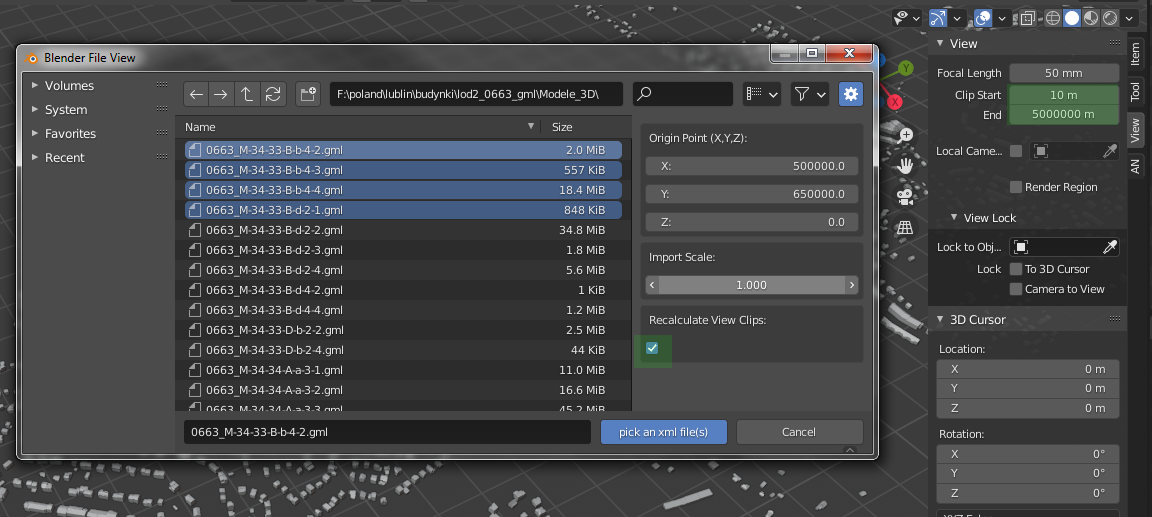 Blender File View
Volumes
System
Favorites
Recent
F:\poland\lublin\budynki\lod2_0663_gml\Modele_3D\
Name Size
0663_M-34-33-B-b-4-2.gml 2.0 MiB
0663_M-34-33-B-b-4-3.gml 557 KiB
0663_M-34-33-B-b-4-4.gml 18.4 MiB
0663_M-34-33-B-d-2-1.gml 848 KiB
0663_M-34-33-B-d-2-2.gml 34.8 MiB
0663_M-34-33-B-d-2-3.gml 1.8 MiB
0663_M-34-33-B-d-2-4.gml 5.6 MiB
0663_M-34-33-B-d-4-2.gml 1 KiB
0663_M-34-33-B-d-4-4.gml 1.2 MiB
0663_M-34-33-D-b-2-2.gml 2.5 MiB
0663_M-34-33-D-b-2-4.gml 44 KiB
0663_M-34-34-A-a-3-1.gml 11.0 MiB
0663_M-34-34-A-a-3-2.gml 16.6 MiB
0663_M-34-34-A-a-3-3.gml 45.2 MiB
Origin Point (X,Y,Z):
X: 500000.0
Y: 650000.0
Z: 0.0
Import Scale:
1.000
Recalculate View Clips:
0663_M-34-33-B-b-4-2.gml
pick an xml file(s)
Cancel
Y
X
View
Focal Length 50 mm
Clip Start 10 m
End 5000000 m
Local Came...
Render Region
View Lock
Lock to Obj...
Lock To 3D Cursor
Camera to View
3D Cursor
Location:
X 0 m
Y 0 m
Z 0 m
Rotation:
X 0°
Y 0°
Z 0°
Item
Tool
View
AN